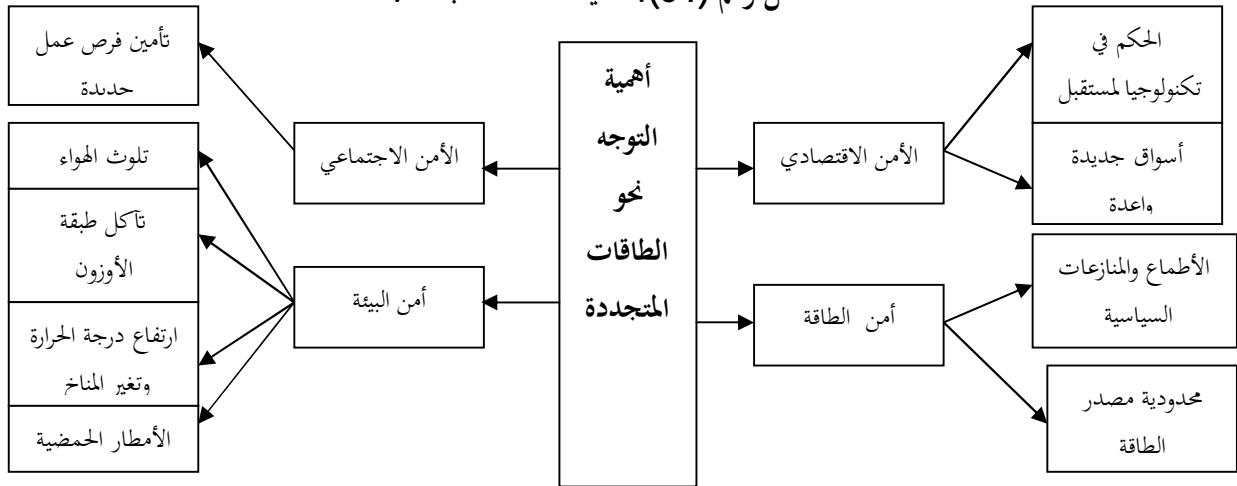 أهمية
التوجه
نحو
الطاقات
المتجددة
الأمن الاقتصادي
الحكم في
تكنولوجيا لمستقبل
أسواق جديدة
واعدة
أمن الطاقة
الأطماع والمنازعات
السياسية
محدودية مصدر
الطاقة
الأمن الاجتماعي
تأمين فرص عمل
جديدة
أمن البيئة
تلوث الهواء
تآكل طبقة
الأوزون
ارتفاع درجة الحرارة
وتغير المناخ
الأمطار الحمضية